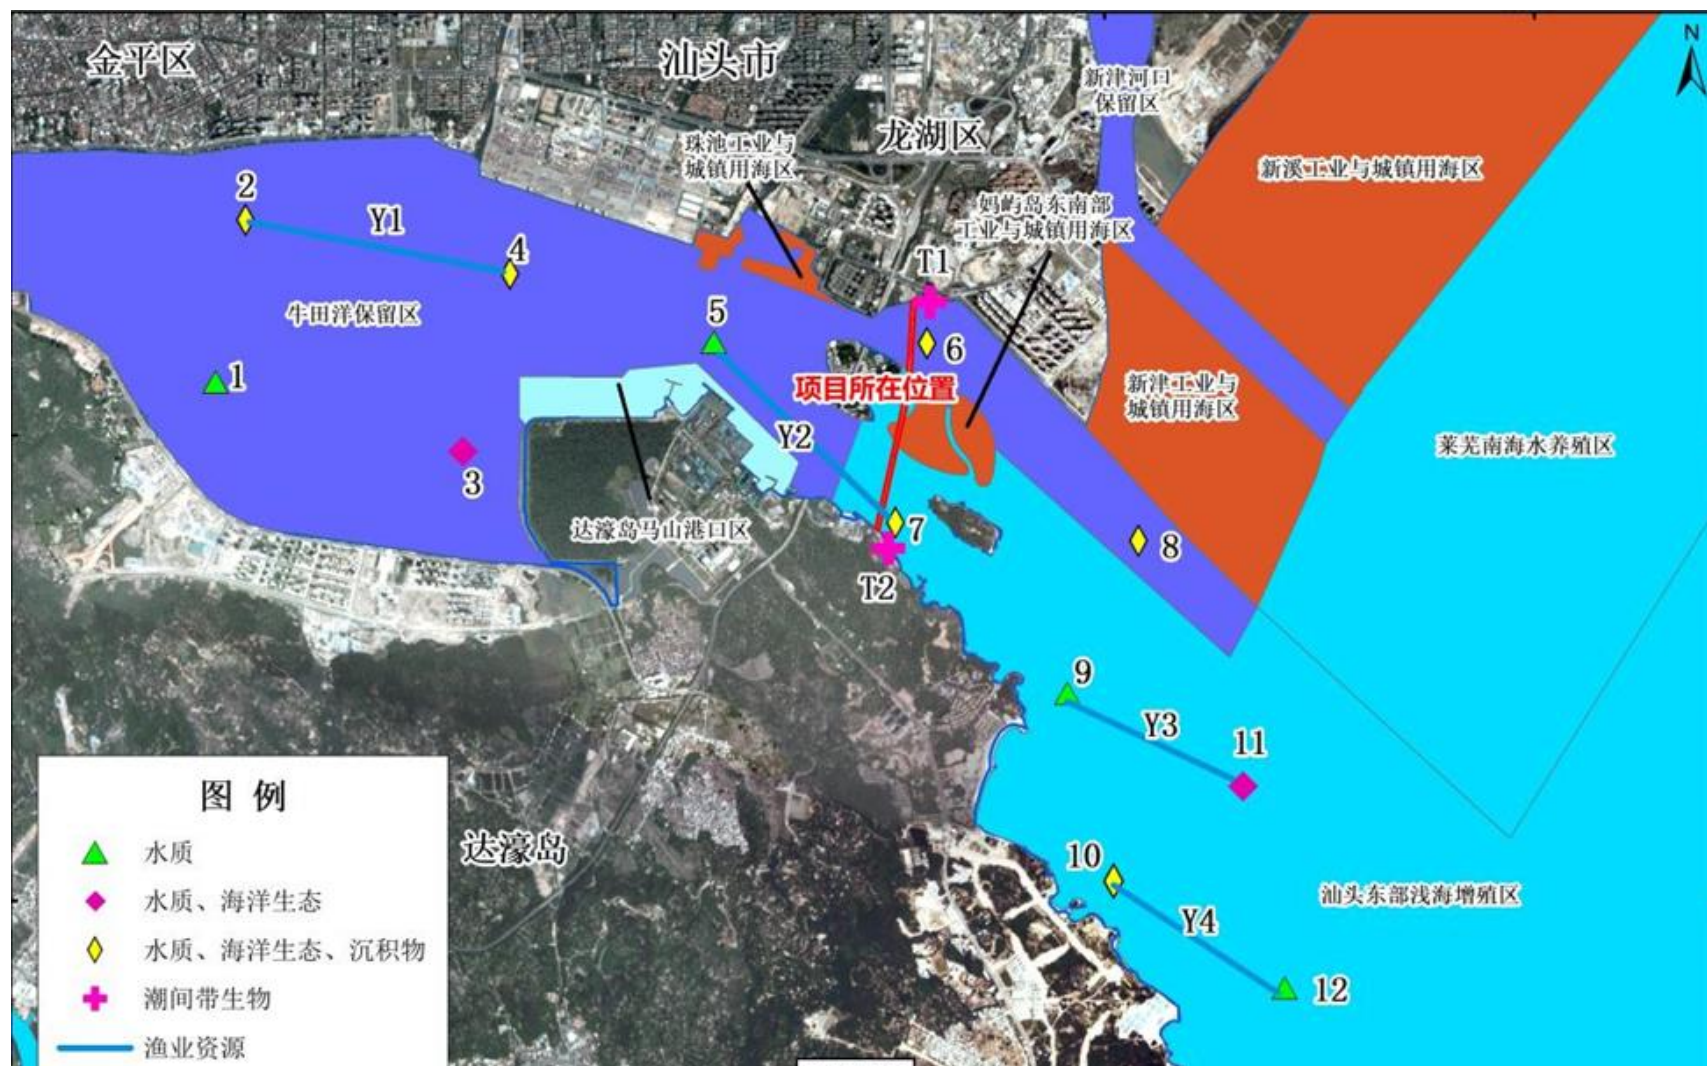 金平区
汕头市
N
新津河口
保留区
龙湖区
珠池工业与
城镇用海区
新溪工业与城镇用海区
2
Y1
4
妈屿岛东南部
工业与城镇用海区
T1
牛田洋保留区
5
6
1
项目所在位置
新津工业与
城镇用海区
Y2
莱芜南海水养殖区
3
达濠岛马山港口区
7
8
T2
9
Y3
11
图 例
水质
水质、海洋生态
水质、海洋生态、沉积物
潮间带生物
渔业资源
达濠岛
10
汕头东部浅海增殖区
Y4
12